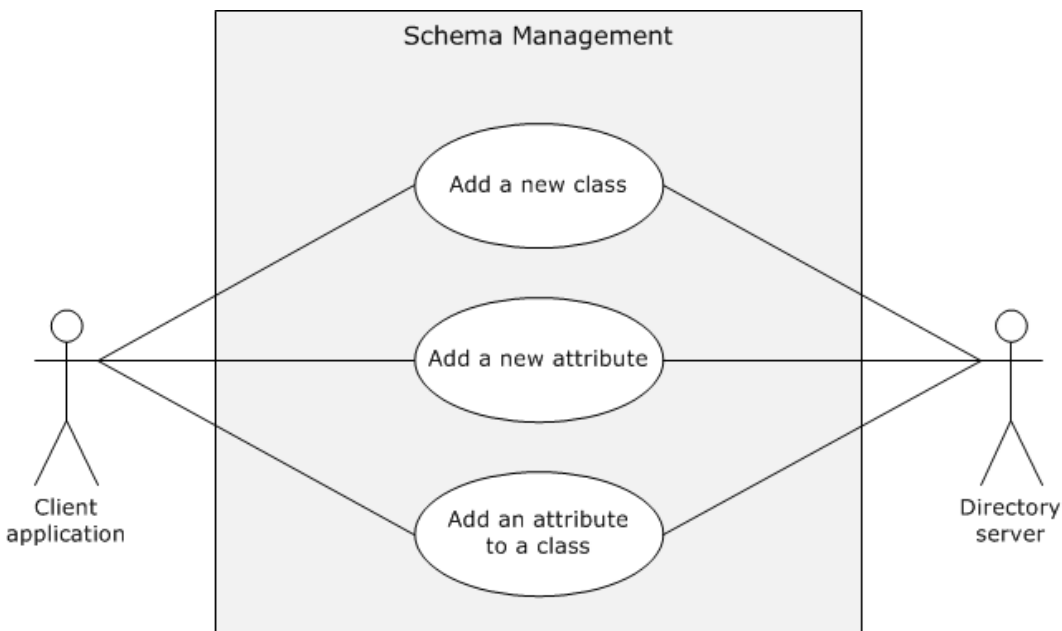 Schema Management
Add a new class
Add a new attribute
Add an attribute
to a class
Client
application
Directory
server